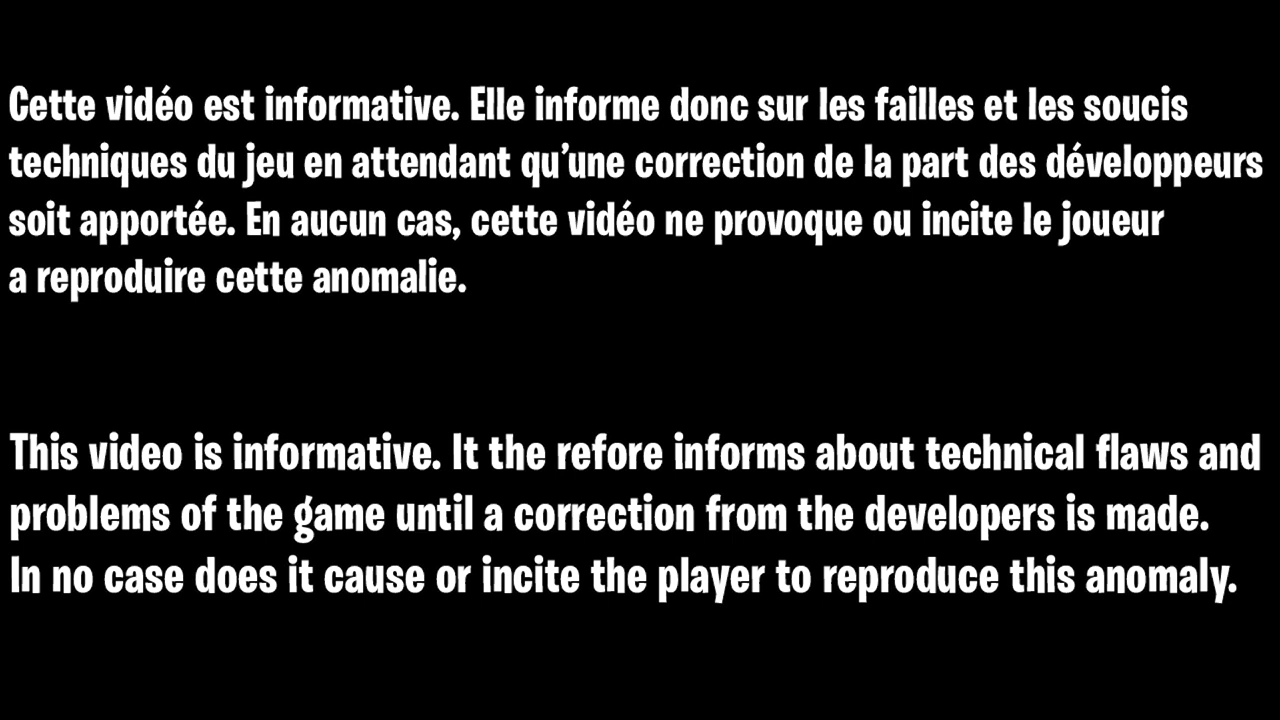 Cette vidéo est informative. Elle informe donc sur les failles et les soucis
techniques du jeu en attendant qu’une correction de la part des développeurs
soit apportée. En aucun cas, cette vidéo ne provoque ou incite le joueur
a reproduire cette anomalie.
This video is informative. It the refore informs about technical flaws and
problems of the game until a correction from the developers is made.
In no case does it cause or incite the player to reproduce this anomaly.